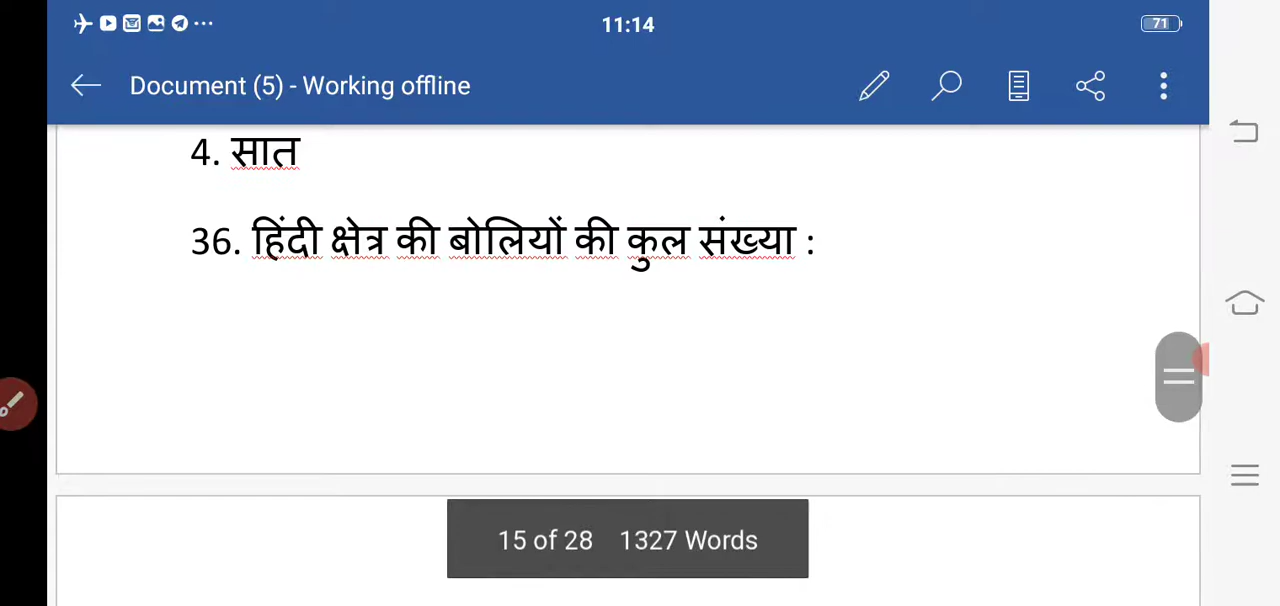 11:14
71
Document (5) - Working offline
4. सात
36. हिंदी क्षेत्र की बोलियों की कुल संख्या :
15 of 28 1327 Words